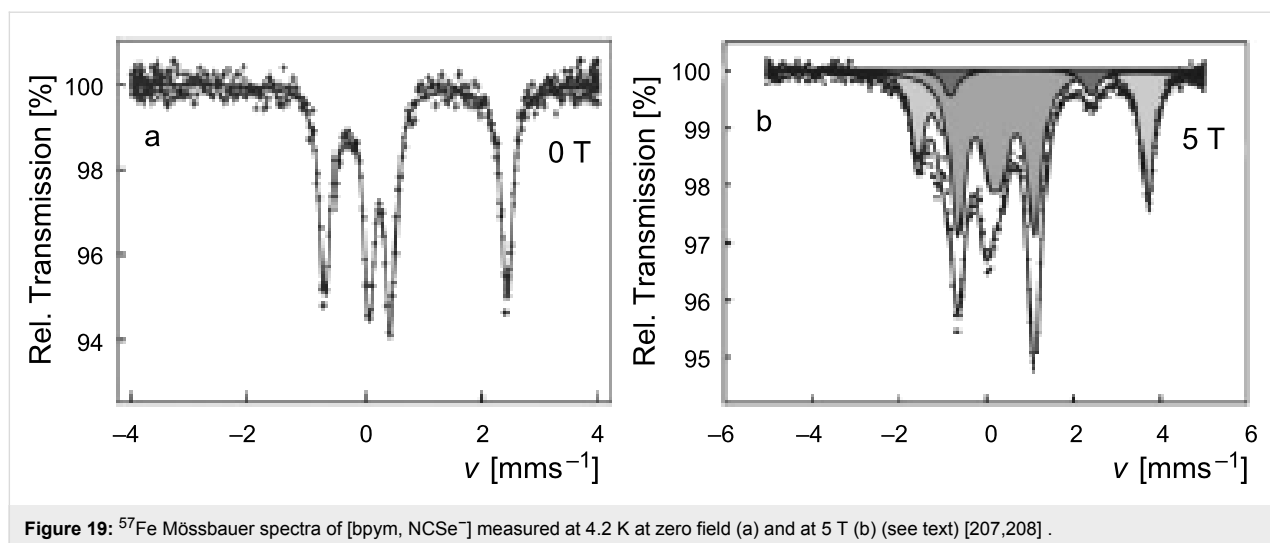 Rel. Transmission [%]
100
98
96
94
a
0 T
–4
–2
0
2
4
v [mms⁻¹]
Rel. Transmission [%]
100
99
98
97
96
95
b
5 T
–6
–4
–2
0
2
4
6
v [mms⁻¹]
Figure 19: ⁵⁷Fe Mössbauer spectra of [bpym, NCSe⁻] measured at 4.2 K at zero field (a) and at 5 T (b) (see text) [207,208] .